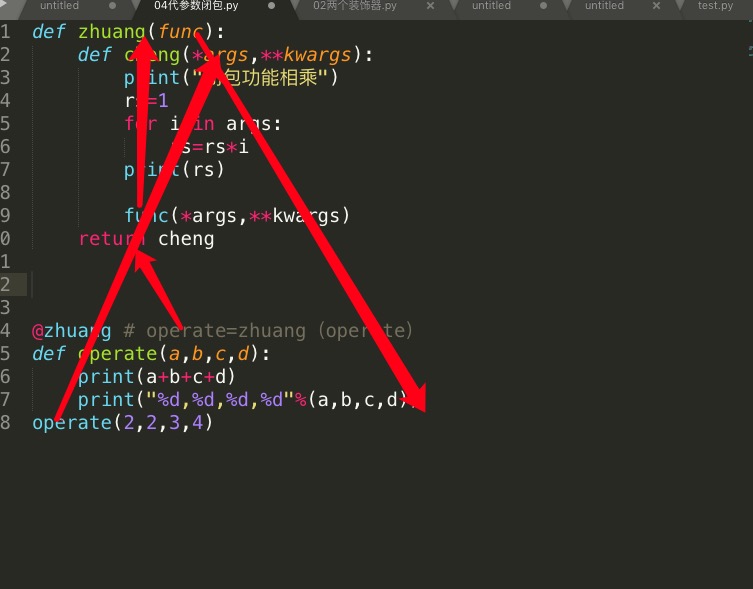 untitled 04代参数闭包.py 02两个装饰器.py untitled untitled test.py
1 def zhuang(func):
2 def cheng(*args,**kwargs):
3 print("闭包功能相乘")
4 rs=1
5 for i in args:
6 rs=rs*i
7 print(rs)
8
9 func(*args,**kwargs)
0 return cheng
1
2
3
4 @zhuang # operate=zhuang（operate）
5 def operate(a,b,c,d):
6 print(a+b+c+d)
7 print("%d,%d,%d,%d"%(a,b,c,d))
8 operate(2,2,3,4)